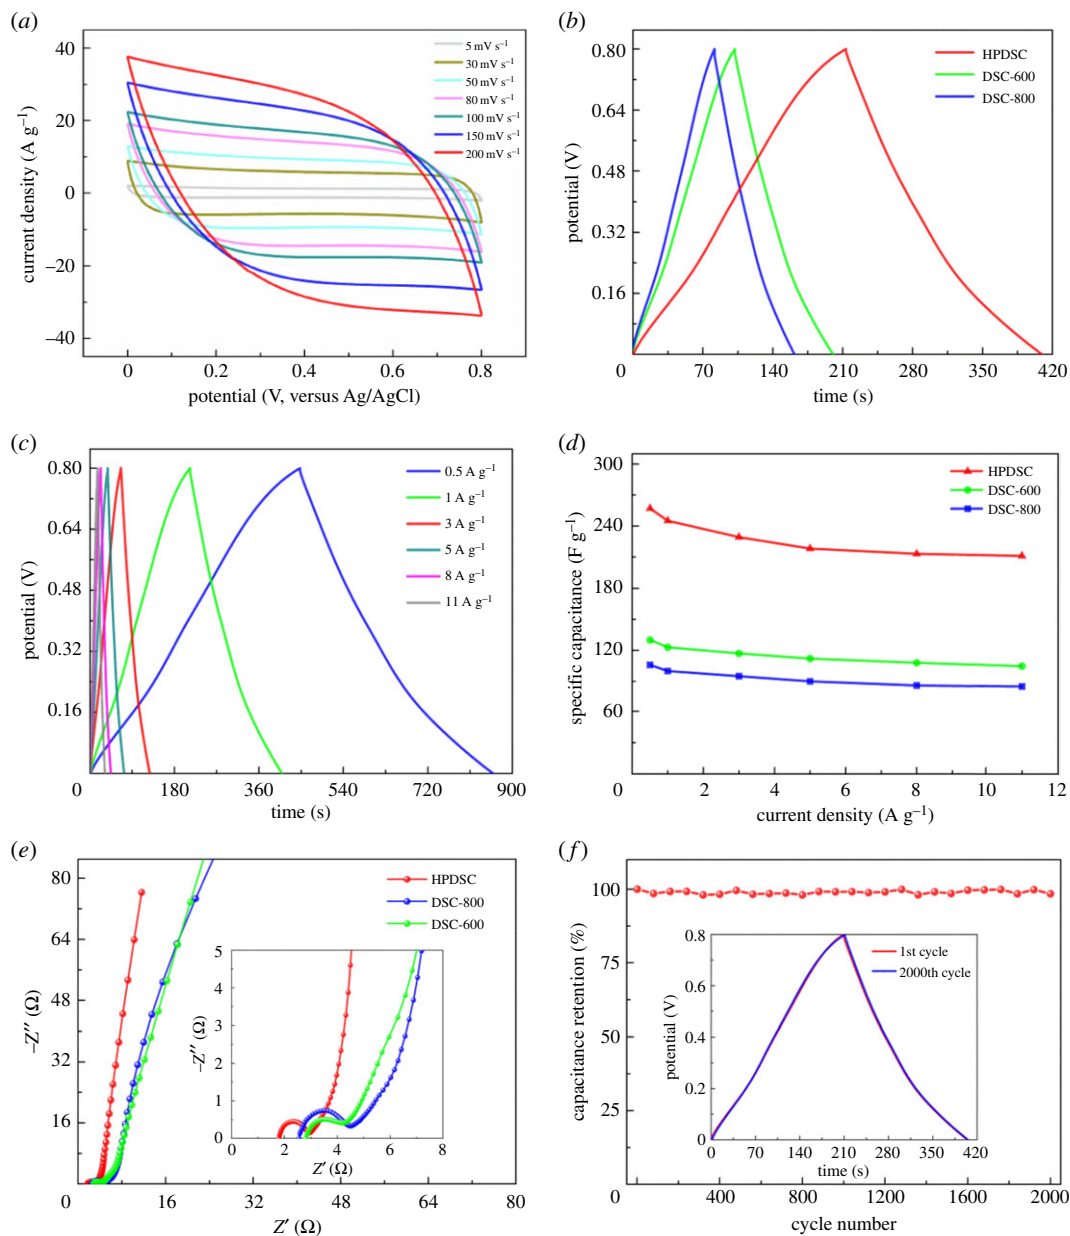 (a)
40
20
0
–20
–40
current density (A g⁻¹)
0
0.2
0.4
0.6
0.8
potential (V, versus Ag/AgCl)
5 mV s⁻¹
30 mV s⁻¹
50 mV s⁻¹
80 mV s⁻¹
100 mV s⁻¹
150 mV s⁻¹
200 mV s⁻¹
(b)
0.80
0.64
0.48
0.32
0.16
potential (V)
0
70
140
210
280
350
420
time (s)
HPDSC
DSC-600
DSC-800
(c)
0.80
0.64
0.48
0.32
0.16
potential (V)
0
180
360
540
720
900
time (s)
0.5 A g⁻¹
1 A g⁻¹
3 A g⁻¹
5 A g⁻¹
8 A g⁻¹
11 A g⁻¹
(d)
300
240
180
120
60
specific capacitance (F g⁻¹)
0
2
4
6
8
10
12
current density (A g⁻¹)
HPDSC
DSC-600
DSC-800
(e)
80
64
48
32
16
–Z″ (Ω)
0
16
32
48
64
80
Z′ (Ω)
HPDSC
DSC-800
DSC-600
5
4
3
2
1
0
–Z″ (Ω)
0
2
4
6
8
Z′ (Ω)
(f)
100
75
50
25
capacitance retention (%)
0
400
800
1200
1600
2000
cycle number
0.8
0.6
0.4
0.2
0
potential (V)
0
70
140
210
280
350
420
time (s)
1st cycle
2000th cycle